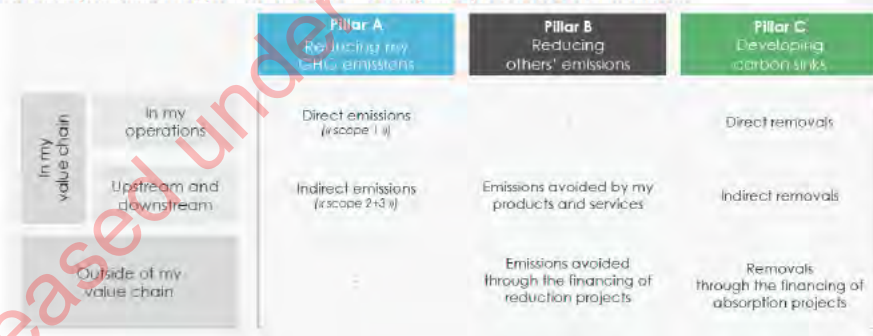 Pillar A
Reducing my
GHG emissions
Pillar B
Reducing
others' emissions
Pillar C
Developing
carbon sinks
In my
value chain
In my
operations
Direct emissions
(« scope 1 »)
-
Direct removals
Upstream and
downstream
Indirect emissions
(« scope 2+3 »)
Emissions avoided by my
products and services
Indirect removals
Outside of my
value chain
-
Emissions avoided
through the financing of
reduction projects
Removals
through the financing of
absorption projects
eased under